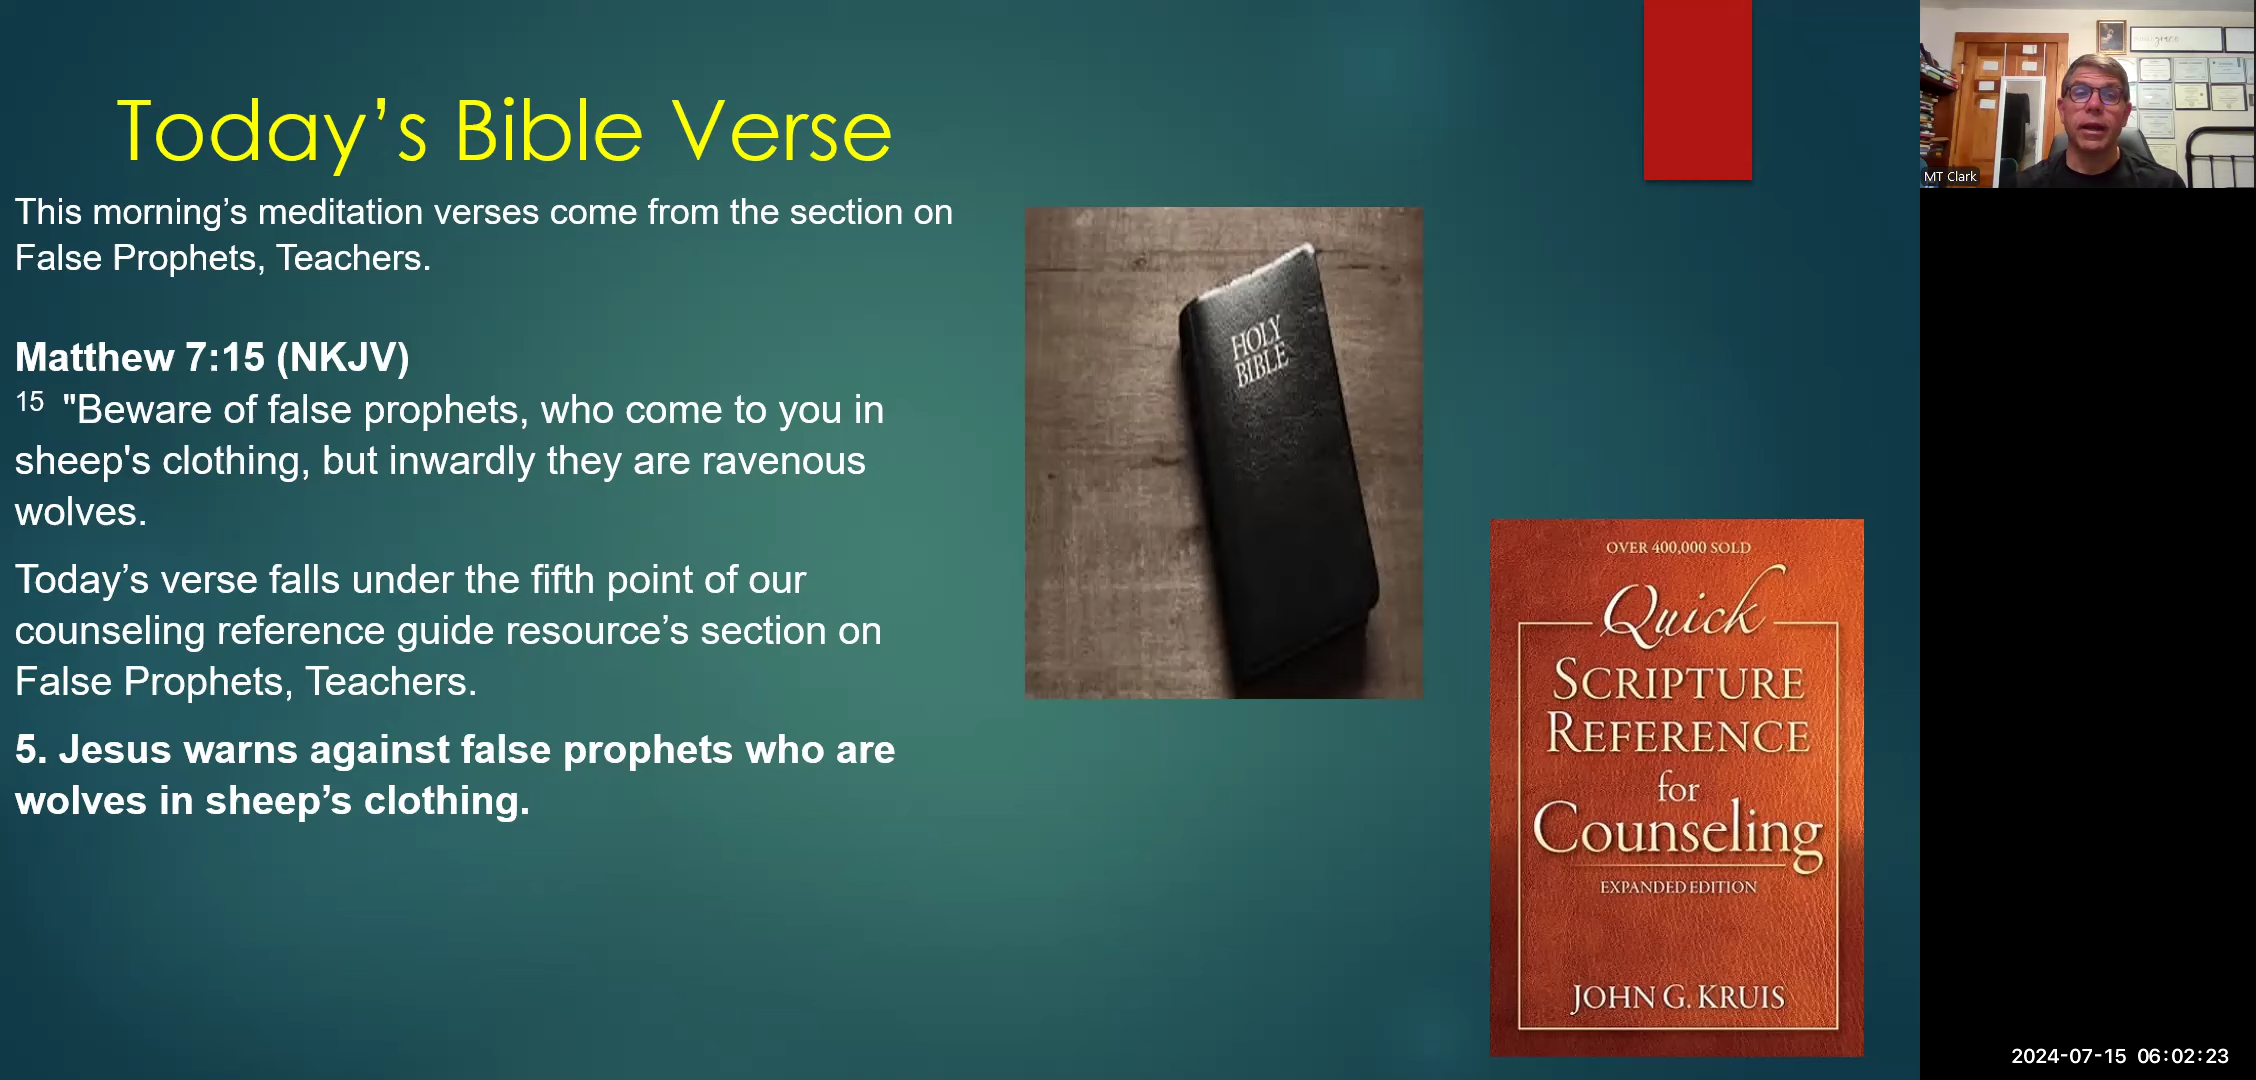 Today’s Bible Verse
This morning’s meditation verses come from the section on
False Prophets, Teachers.
Matthew 7:15 (NKJV)
15 "Beware of false prophets, who come to you in
sheep's clothing, but inwardly they are ravenous
wolves.
Today’s verse falls under the fifth point of our
counseling reference guide resource’s section on
False Prophets, Teachers.
5. Jesus warns against false prophets who are
wolves in sheep’s clothing.
HOLY
BIBLE
OVER 400,000 SOLD
Quick
SCRIPTURE
REFERENCE
for
Counseling
EXPANDED EDITION
JOHN G. KRUIS
grace
MT Clark
2024-07-15 06:02:23